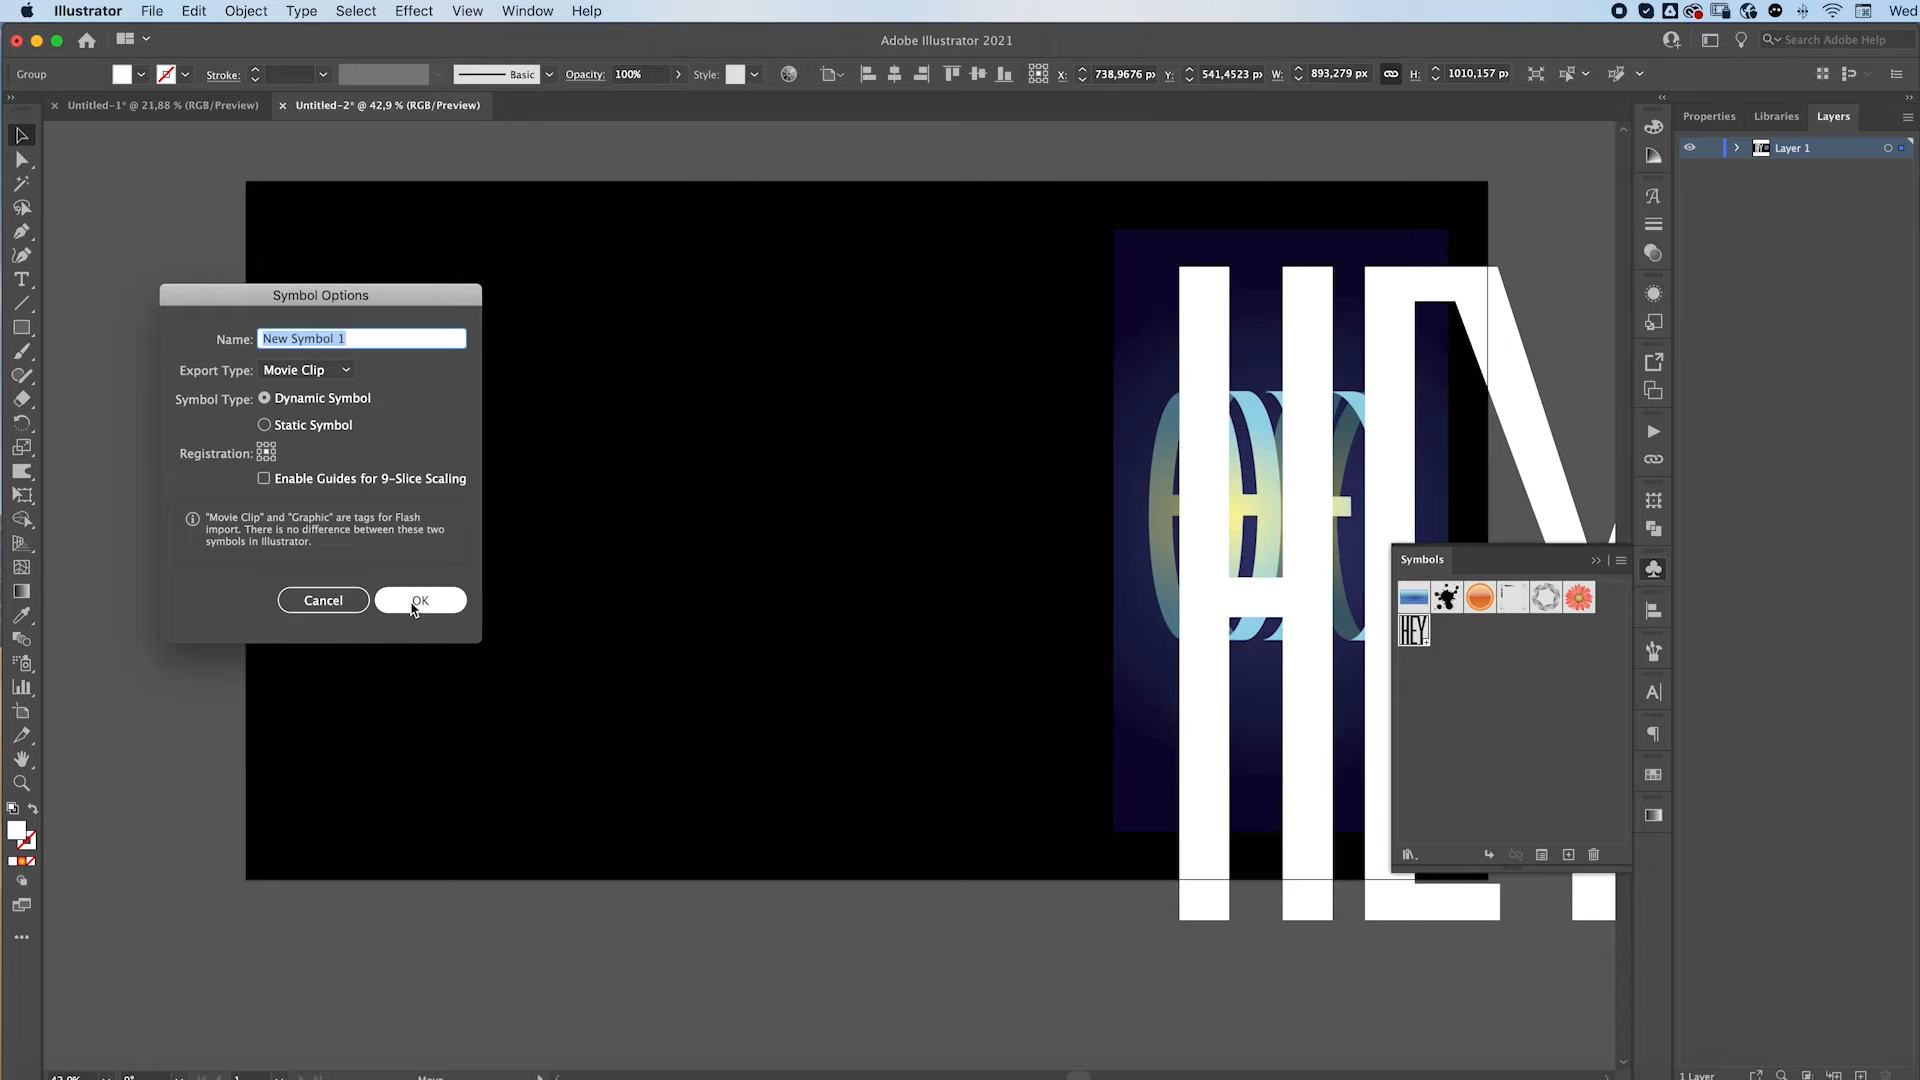 Illustrator File Edit Object Type Select Effect View Window Help Wed
Adobe Illustrator 2021 Search Adobe Help
Group Stroke: Basic Opacity: 100% Style: X: 738,9676 p Y: 541,4523 p W: 893,279 px H: 1010,157 p
Untitled-1* @ 21,88 % (RGB/Preview) Untitled-2* @ 42,9 % (RGB/Preview)
Properties Libraries Layers
Layer 1
Symbol Options
Name: New Symbol 1
Export Type: Movie Clip
Symbol Type: Dynamic Symbol
Static Symbol
Registration:
Enable Guides for 9-Slice Scaling
"Movie Clip" and "Graphic" are tags for Flash
import. There is no difference between these two
symbols in Illustrator.
Cancel OK
Symbols
HEY
1 Layer